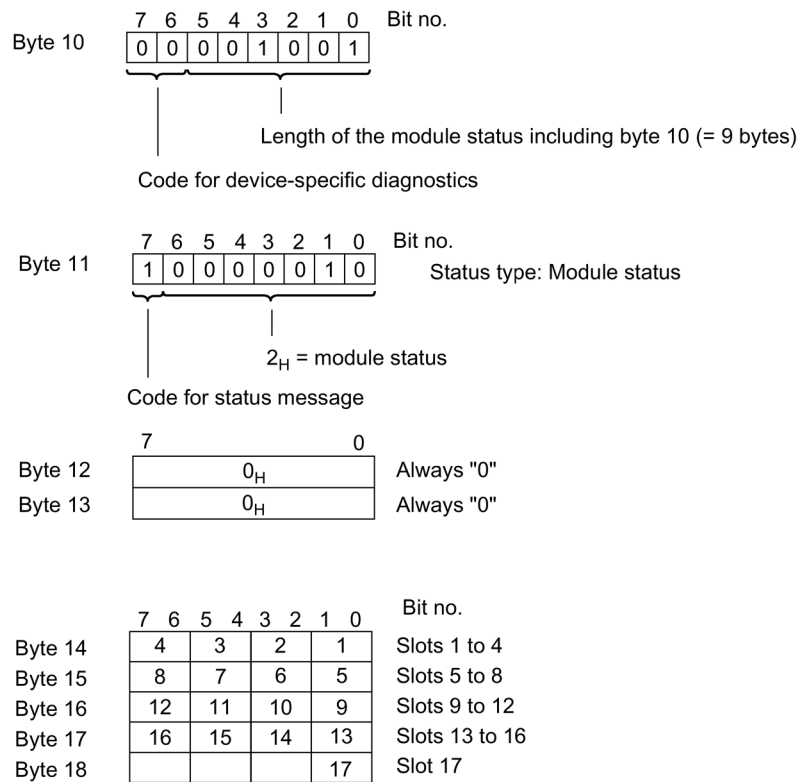 7 6 5 4 3 2 1 0 Bit no.
Byte 10 0 0 0 0 1 0 0 1
Length of the module status including byte 10 (= 9 bytes)
Code for device-specific diagnostics
7 6 5 4 3 2 1 0 Bit no.
Byte 11 1 0 0 0 0 0 1 0 Status type: Module status
2H = module status
Code for status message
7 0
Byte 12 0H Always "0"
Byte 13 0H Always "0"
7 6 5 4 3 2 1 0 Bit no.
Byte 14 4 3 2 1 Slots 1 to 4
Byte 15 8 7 6 5 Slots 5 to 8
Byte 16 12 11 10 9 Slots 9 to 12
Byte 17 16 15 14 13 Slots 13 to 16
Byte 18 17 Slot 17